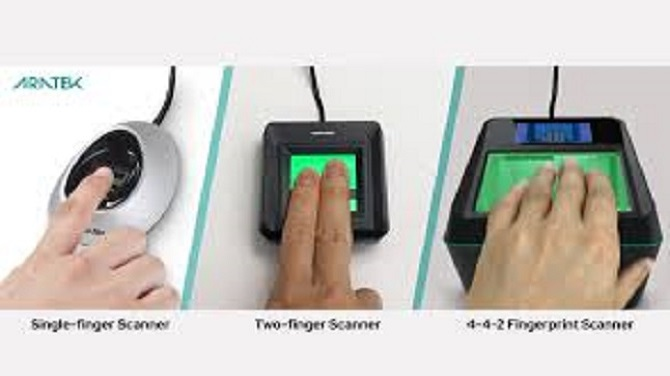 ARATEK
Single-finger Scanner
Two-finger Scanner
4-4-2 Fingerprint Scanner